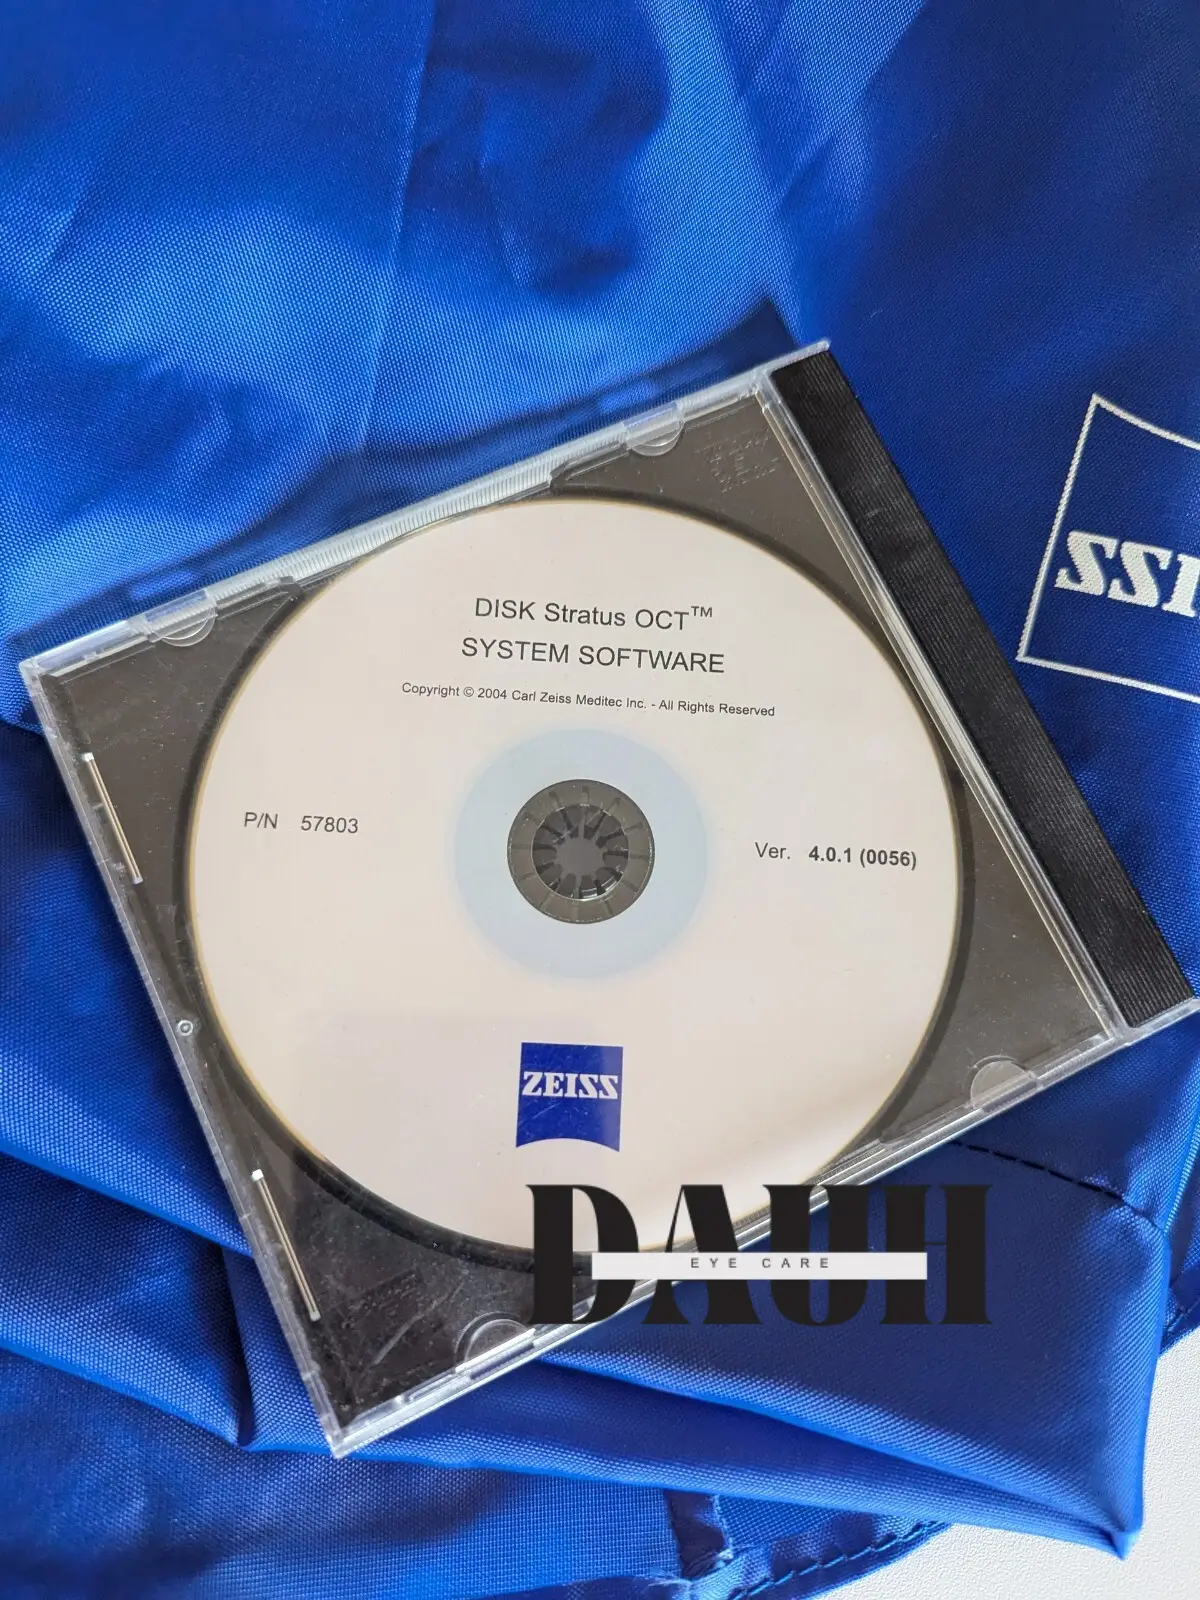 DISK Stratus OCT™
SYSTEM SOFTWARE
Copyright © 2004 Carl Zeiss Meditec Inc. - All Rights Reserved
P/N 57803
Ver. 4.0.1 (0056)
ZEISS
DAUH
EYE CARE